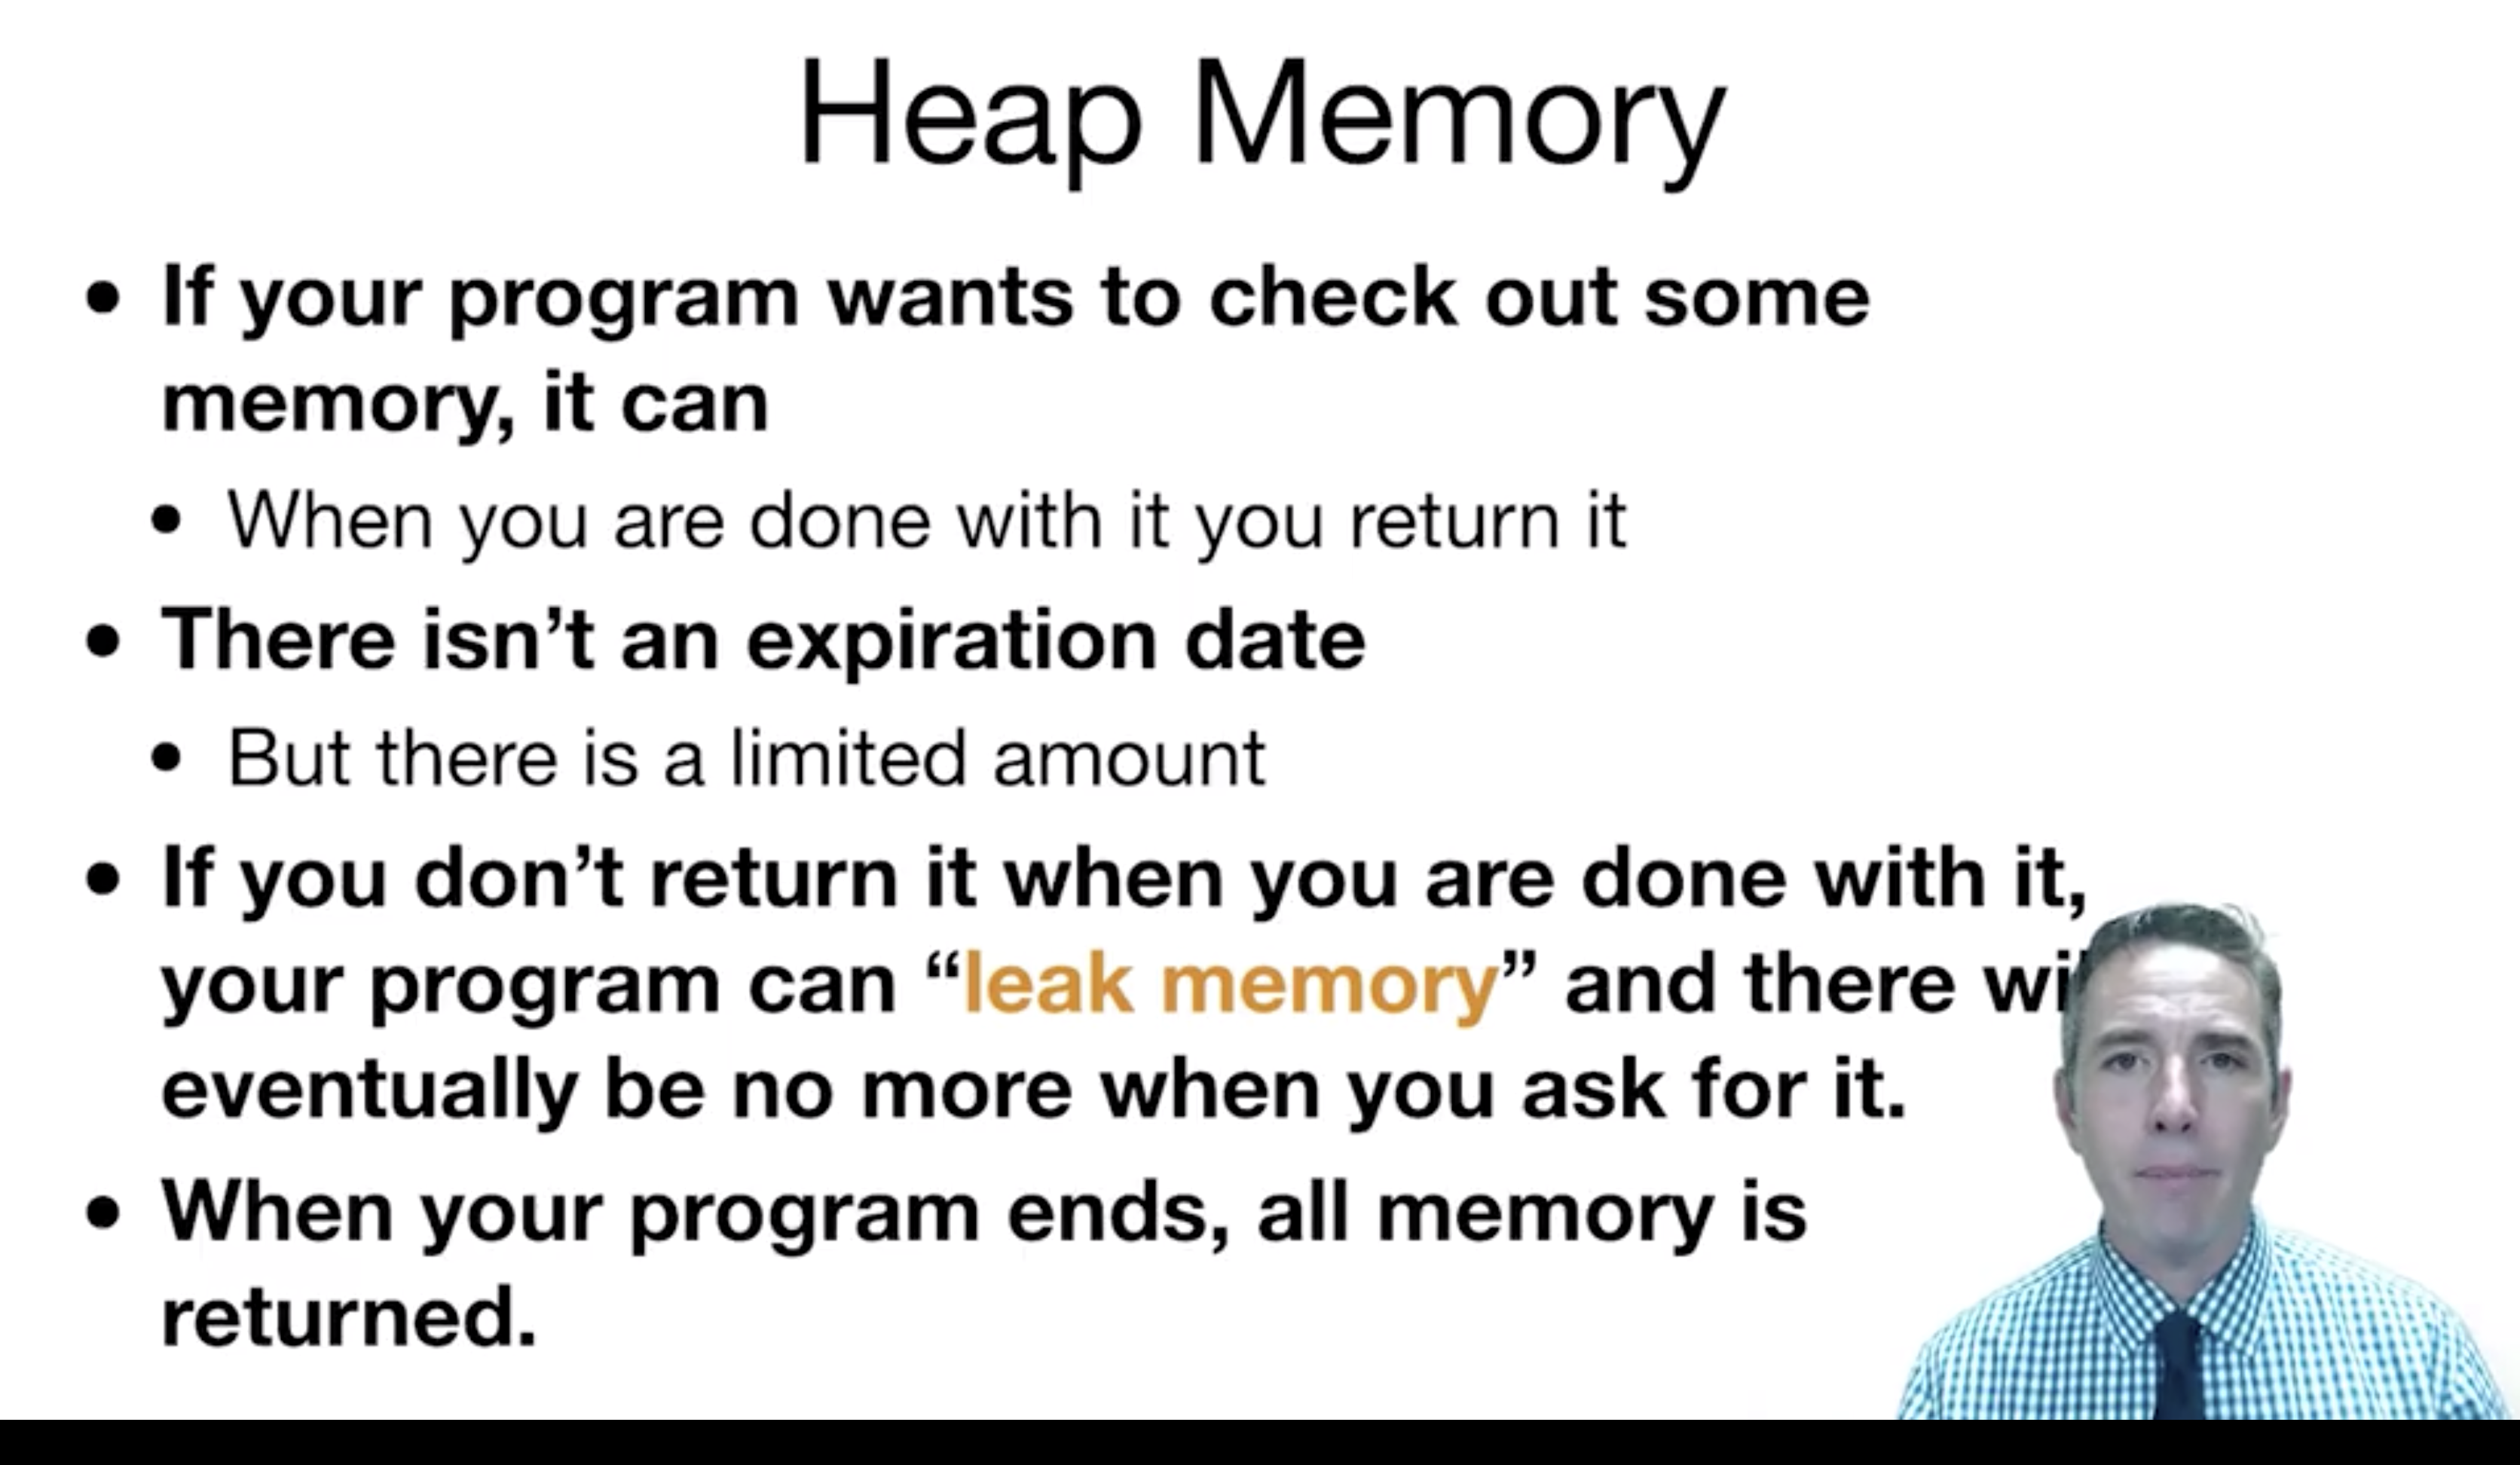 Heap Memory
• If your program wants to check out some
memory, it can
• When you are done with it you return it
• There isn’t an expiration date
• But there is a limited amount
• If you don’t return it when you are done with it,
your program can “leak memory” and there
eventually be no more when you ask for it.
• When your program ends, all memory is
returned.